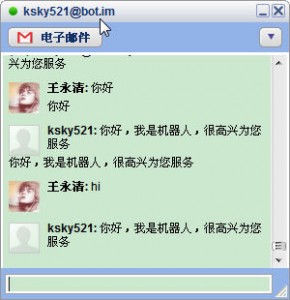 ksky521@bot.im
电子邮件
兴为您服务
王永洁: 你好
你好
ksky521: 你好，我是机器人，很高兴为您
服务
你好，我是机器人，很高兴为您服务
王永洁: hi
ksky521: 你好，我是机器人，很高兴为您
服务